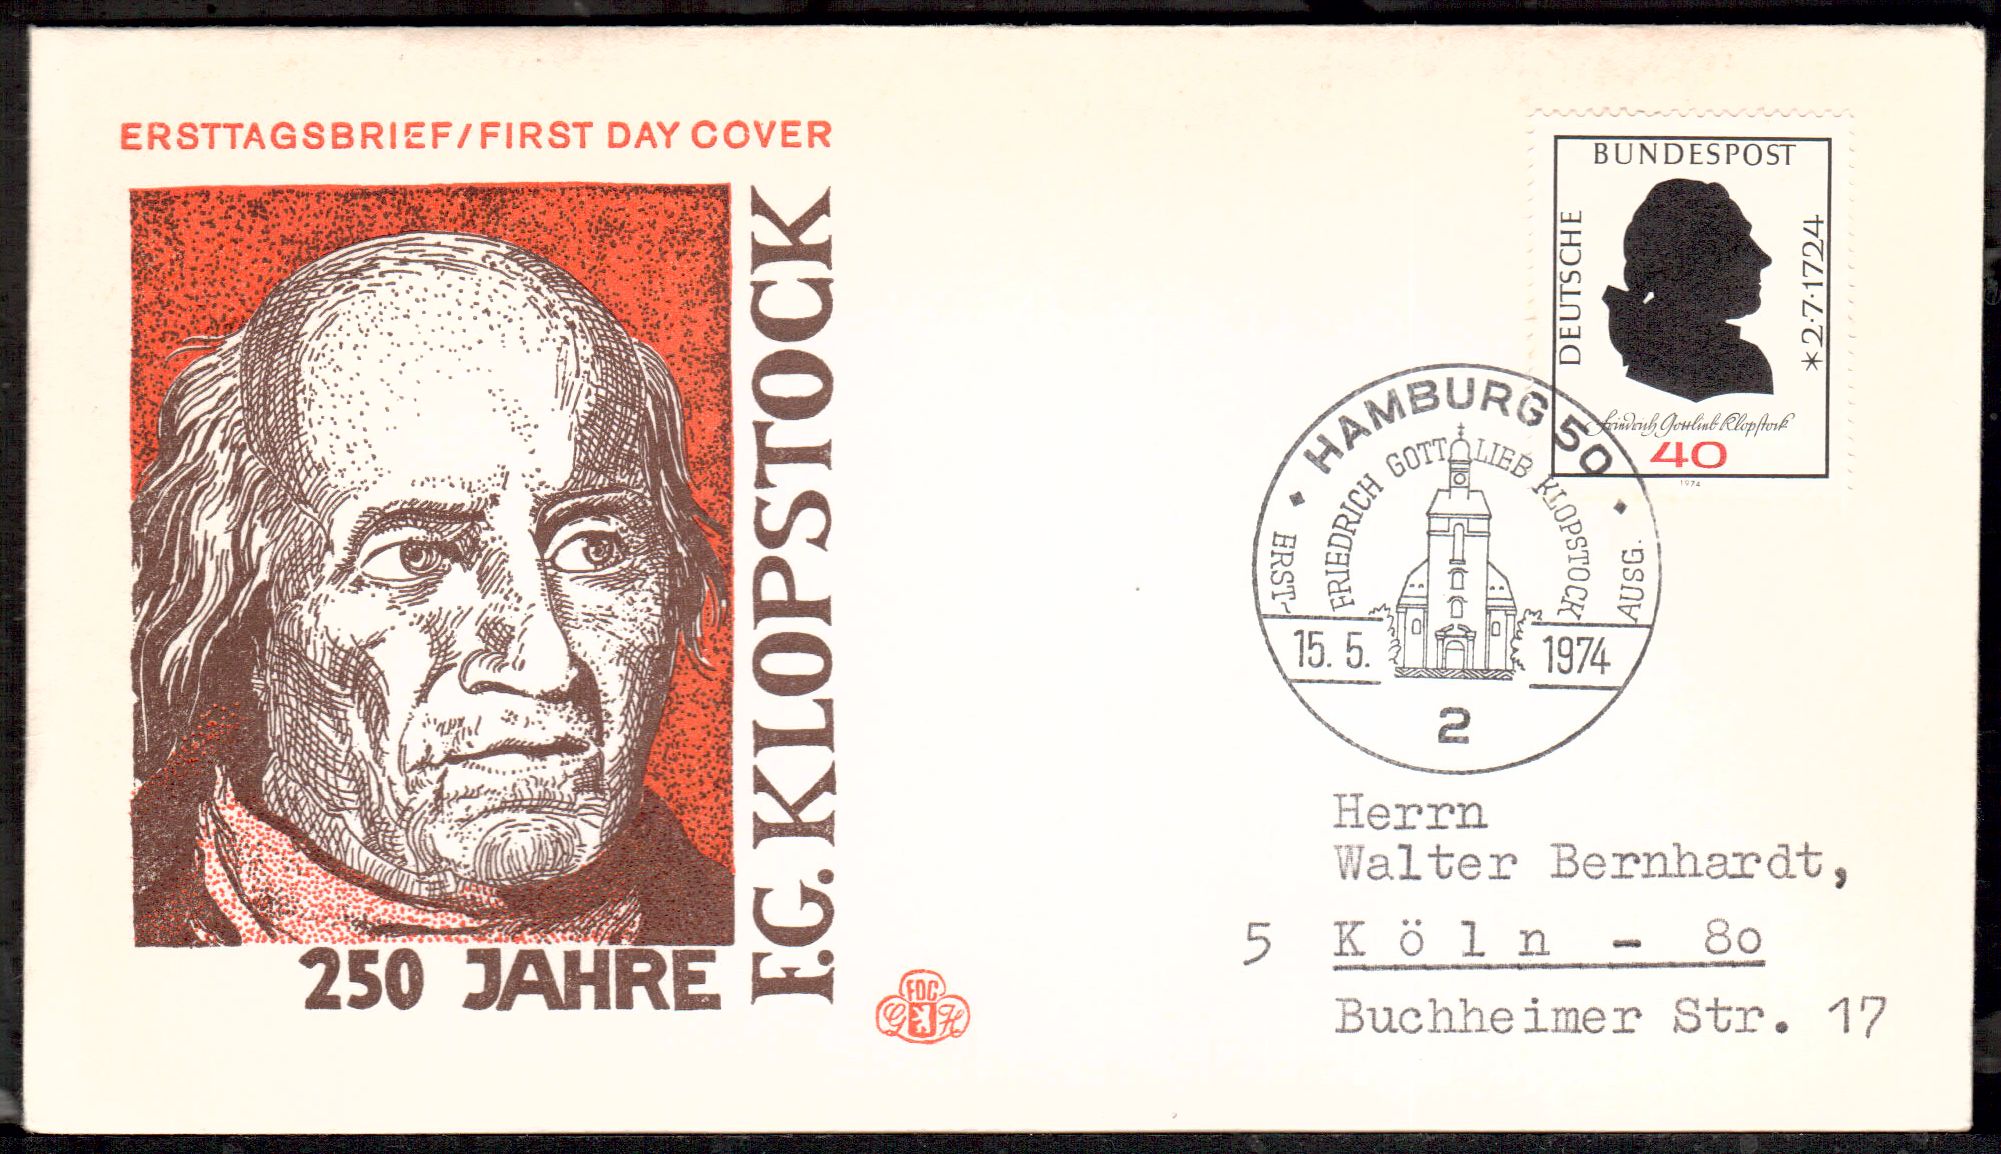 ERSTTAGSBRIEF/FIRST DAY COVER
F.G. KLOPSTOCK
250 JAHRE
FDC
G H
DEUTSCHE
BUNDESPOST
*2·7·1724
Friedrich Gottlieb Klopstock
40
1974
HAMBURG 50
FRIEDRICH GOTTLIEB KLOPSTOCK
ERST-
AUSG.
15. 5. 1974
2
Herrn
Walter Bernhardt,
5 Köln - 80
Buchheimer Str. 17